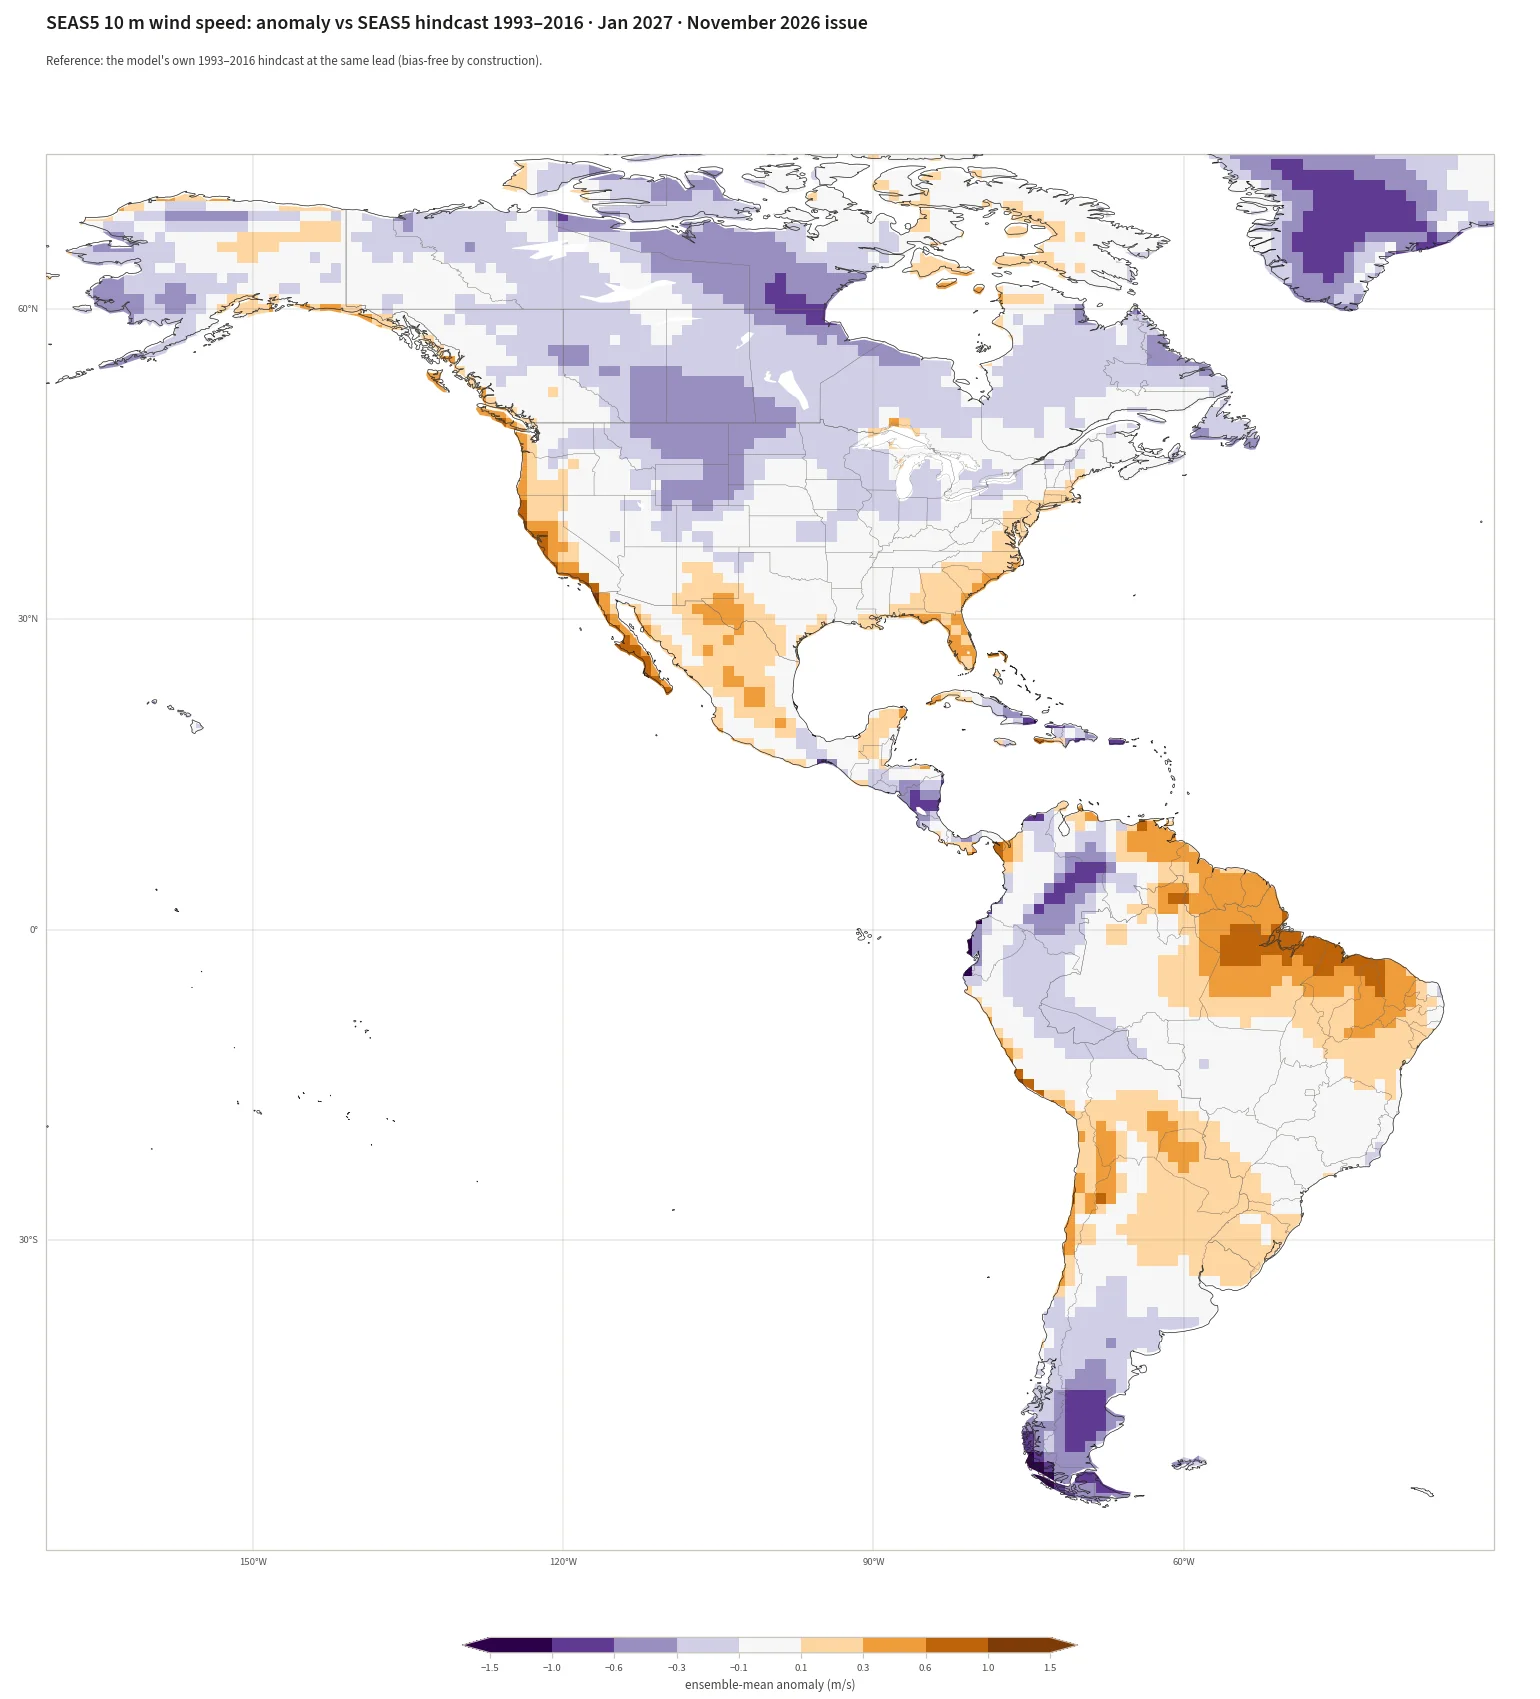 SEAS5 10 m wind speed: anomaly vs SEAS5 hindcast 1993–2016 · Jan 2027 · November 2026 issue
Reference: the model's own 1993–2016 hindcast at the same lead (bias-free by construction).
60°N
30°N
0°
30°S
150°W 120°W 90°W 60°W
−1.5 −1.0 −0.6 −0.3 −0.1 0.1 0.3 0.6 1.0 1.5
ensemble-mean anomaly (m/s)